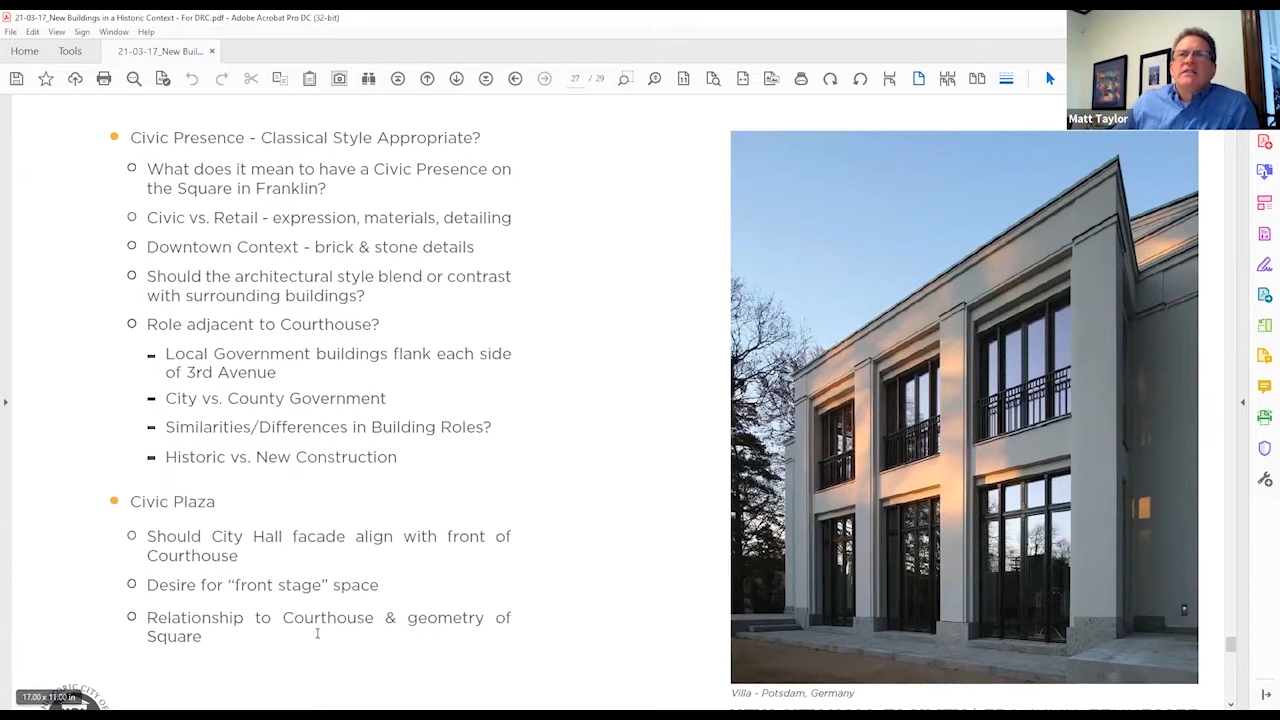 21-03-17_New Buildings in a Historic Context - For DRC.pdf - Adobe Acrobat Pro DC (32-bit)
File Edit View Sign Window Help
Home Tools 21-03-17_New Buil... ×
27 / 29
Matt Taylor
Civic Presence - Classical Style Appropriate?
What does it mean to have a Civic Presence on
the Square in Franklin?
Civic vs. Retail - expression, materials, detailing
Downtown Context - brick & stone details
Should the architectural style blend or contrast
with surrounding buildings?
Role adjacent to Courthouse?
Local Government buildings flank each side
of 3rd Avenue
City vs. County Government
Similarities/Differences in Building Roles?
Historic vs. New Construction
Civic Plaza
Should City Hall facade align with front of
Courthouse
Desire for “front stage” space
Relationship to Courthouse & geometry of
Square
Villa - Potsdam, Germany
17.00 x 11.00 in